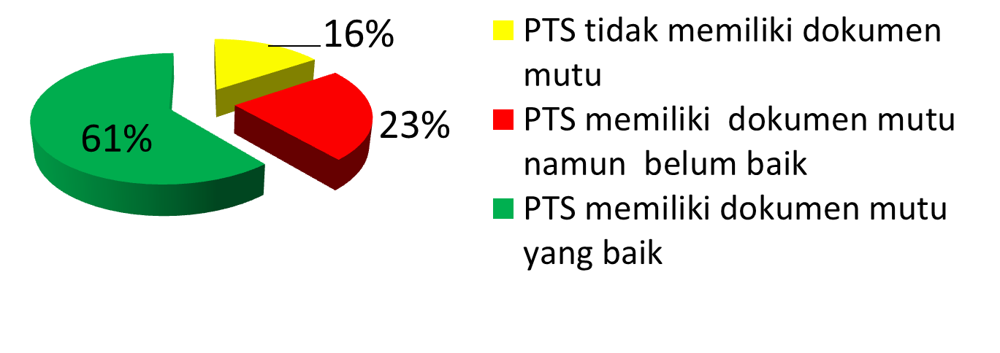 16%
23%
61%
PTS tidak memiliki dokumen
mutu
PTS memiliki  dokumen mutu
namun  belum baik
PTS memiliki dokumen mutu
yang baik